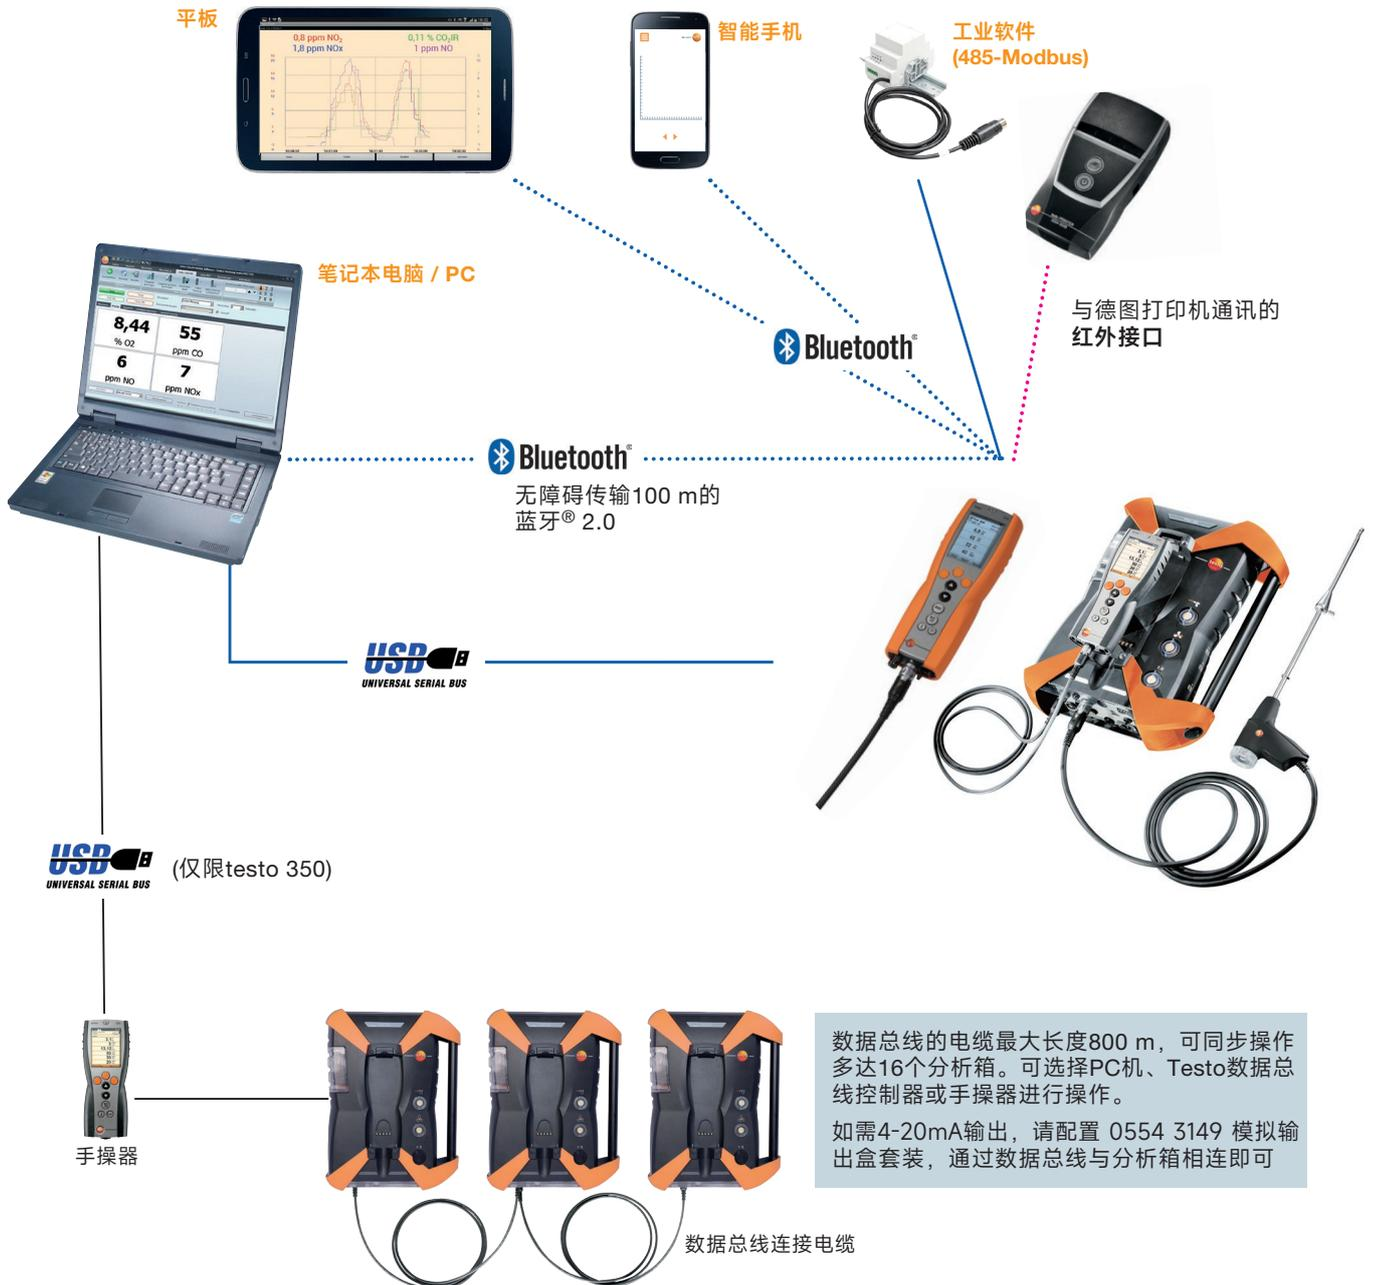 平板
0,8 ppm NO₂
0,11 % CO₂IR
1,8 ppm NOx
1 ppm NO
智能手机
工业软件
(485-Modbus)
笔记本电脑 / PC
8,44
% O2
55
ppm CO
6
ppm NO
7
ppm NOx
与德图打印机通讯的
红外接口
Bluetooth®
Bluetooth®
无障碍传输100 m的
蓝牙® 2.0
USB
UNIVERSAL SERIAL BUS
USB
UNIVERSAL SERIAL BUS
(仅限testo 350)
手操器
数据总线的电缆最大长度800 m，可同步操作
多达16个分析箱。可选择PC机、Testo数据总
线控制器或手操器进行操作。
如需4-20mA输出，请配置 0554 3149 模拟输
出盒套装，通过数据总线与分析箱相连即可
数据总线连接电缆